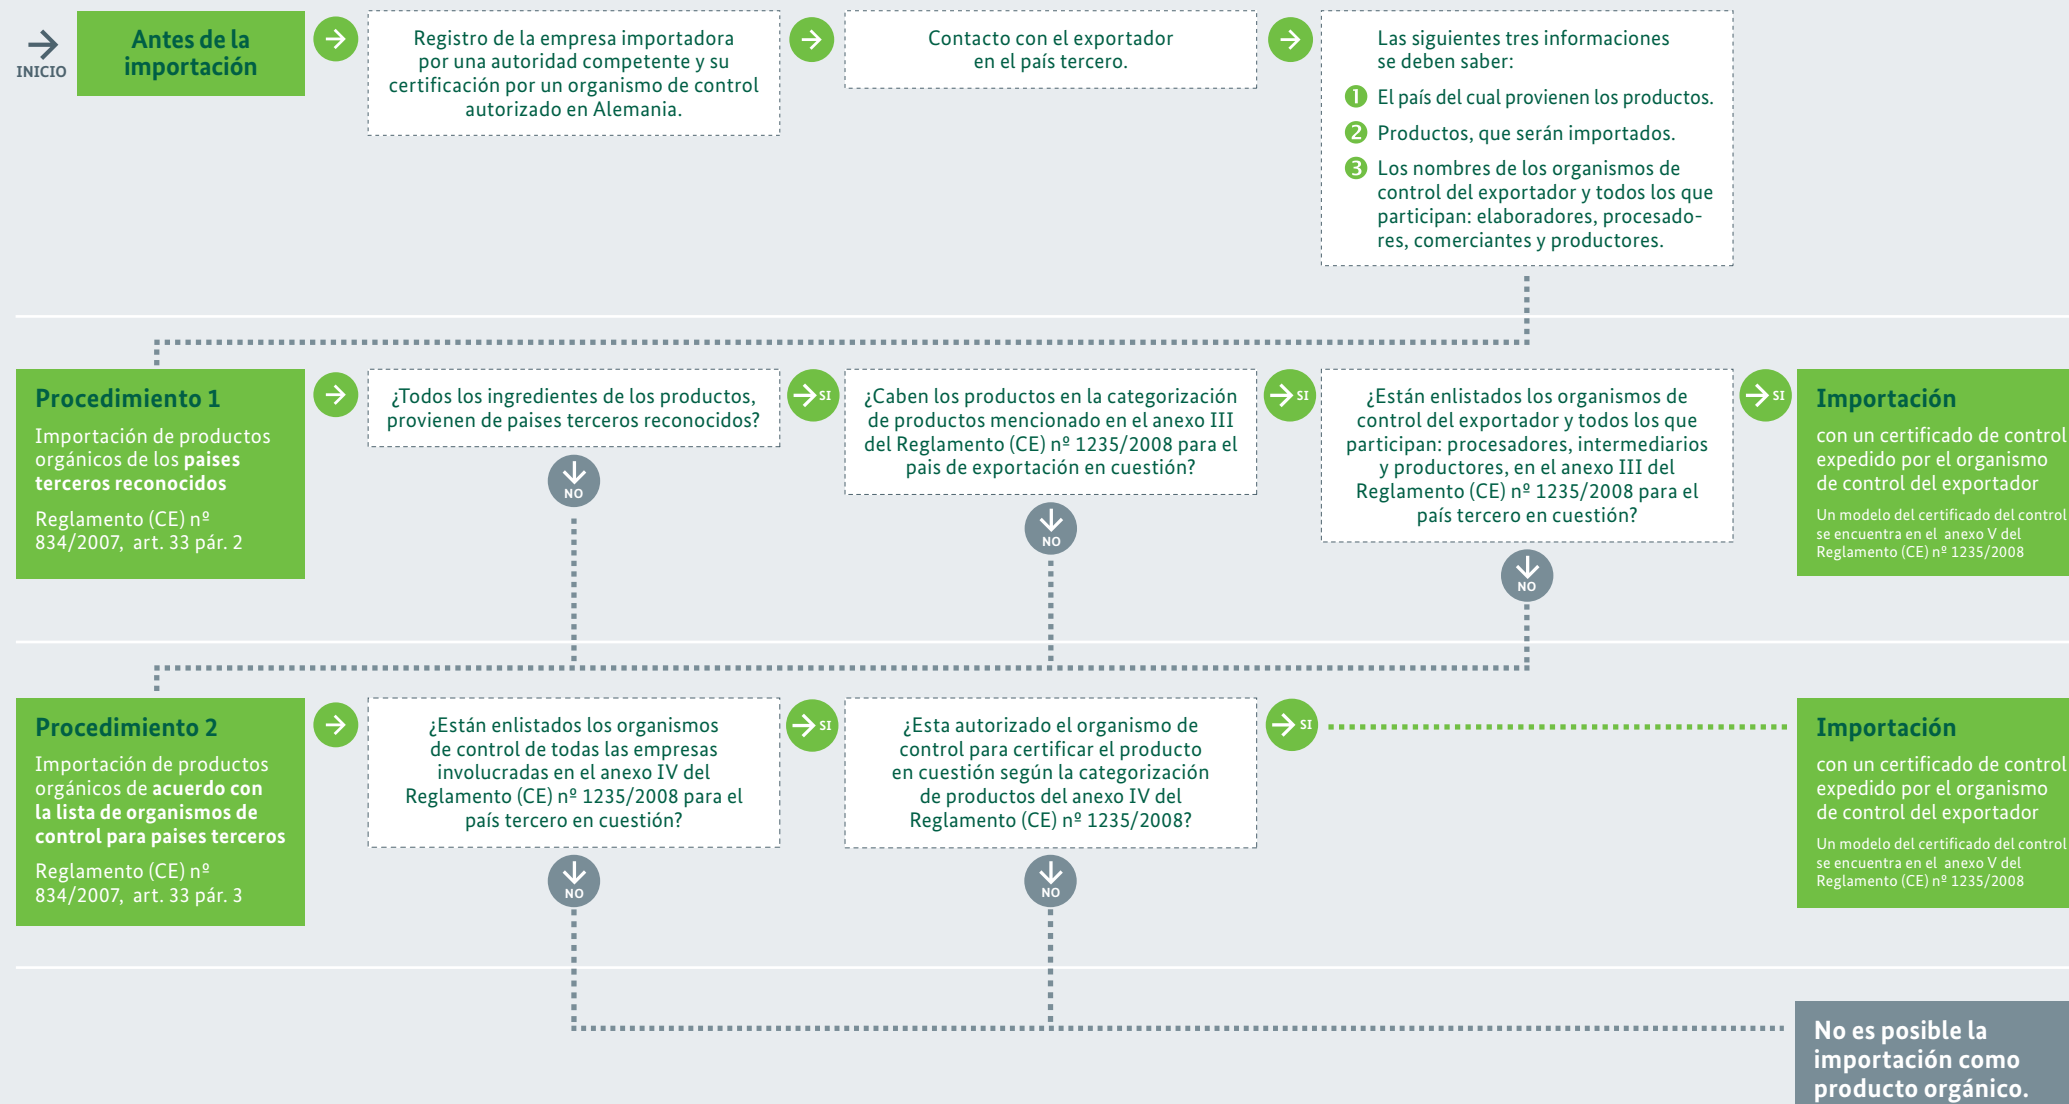 INICIO
Antes de la
importación
Registro de la empresa importadora
por una autoridad competente y su
certificación por un organismo de control
autorizado en Alemania.
Contacto con el exportador
en el país tercero.
Las siguientes tres informaciones
se deben saber:
1 El país del cual provienen los productos.
2 Productos, que serán importados.
3 Los nombres de los organismos de
control del exportador y todos los que
participan: elaboradores, procesado-
res, comerciantes y productores.
Procedimiento 1
Importación de productos
orgánicos de los paises
terceros reconocidos
Reglamento (CE) nº
834/2007, art. 33 pár. 2
¿Todos los ingredientes de los productos,
provienen de paises terceros reconocidos?
SI
NO
¿Caben los productos en la categorización
de productos mencionado en el anexo III
del Reglamento (CE) nº 1235/2008 para el
pais de exportación en cuestión?
SI
NO
¿Están enlistados los organismos de
control del exportador y todos los que
participan: procesadores, intermediarios
y productores, en el anexo III del
Reglamento (CE) nº 1235/2008 para el
país tercero en cuestión?
SI
NO
Importación
con un certificado de control
expedido por el organismo
de control del exportador
Un modelo del certificado del control
se encuentra en el anexo V del
Reglamento (CE) nº 1235/2008
Procedimiento 2
Importación de productos
orgánicos de acuerdo con
la lista de organismos de
control para paises terceros
Reglamento (CE) nº
834/2007, art. 33 pár. 3
¿Están enlistados los organismos
de control de todas las empresas
involucradas en el anexo IV del
Reglamento (CE) nº 1235/2008 para el
país tercero en cuestión?
SI
NO
¿Esta autorizado el organismo de
control para certificar el producto
en cuestión según la categorización
de productos del anexo IV del
Reglamento (CE) nº 1235/2008?
SI
NO
Importación
con un certificado de control
expedido por el organismo
de control del exportador
Un modelo del certificado del control
se encuentra en el anexo V del
Reglamento (CE) nº 1235/2008
No es posible la
importación como
producto orgánico.